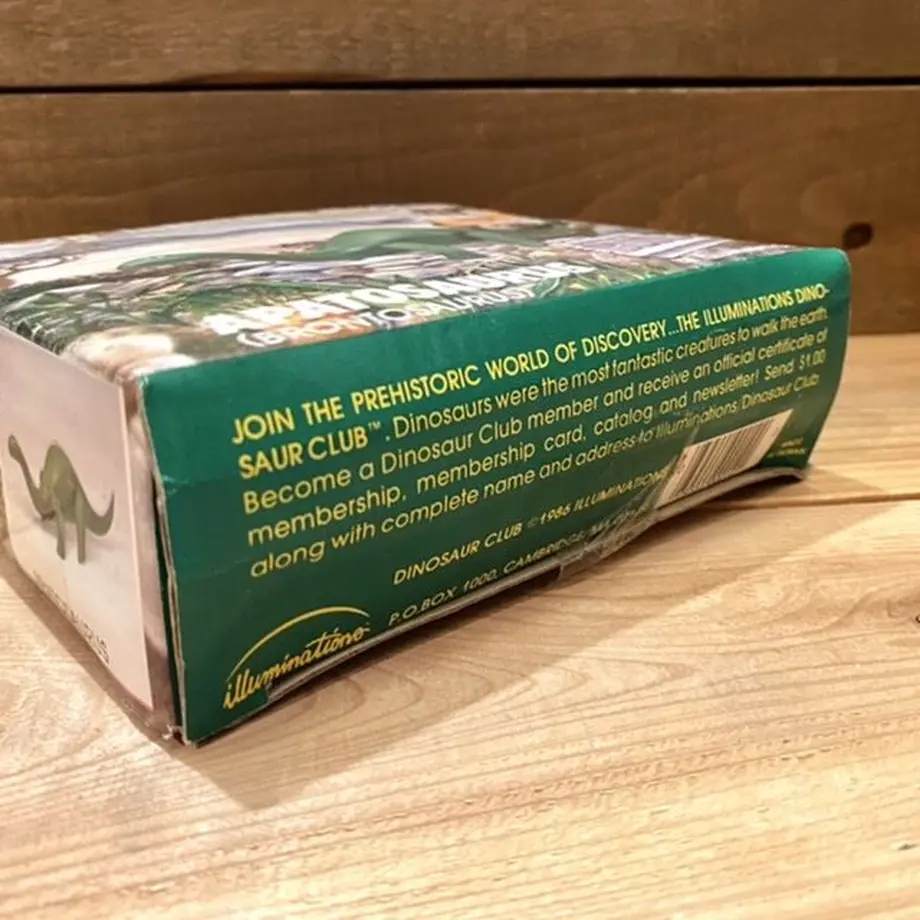 APATOSAURUS
(BRONTOSAURUS)
JOIN THE PREHISTORIC WORLD OF DISCOVERY...THE ILLUMINATIONS DINO-
SAUR CLUB™. Dinosaurs were the most fantastic creatures to walk the earth.
Become a Dinosaur Club member and receive an official certificate of
membership, membership card, catalog and newsletter! Send $1.00
along with complete name and address to Illuminations/Dinosaur Club
DINOSAUR CLUB ©1986 ILLUMINATIONS
P.O. BOX 1000, CAMBRIDGE, MA
illuminations